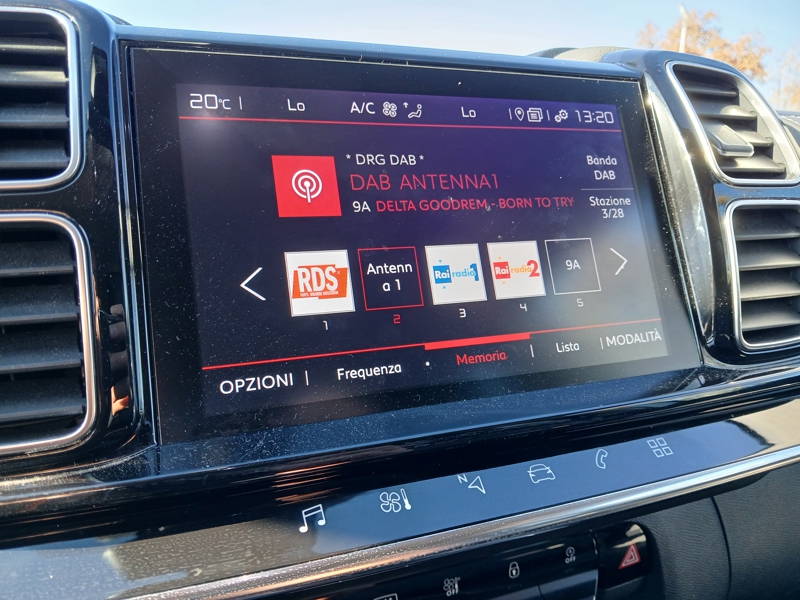 20°C | Lo A/C Lo 13:20
* DRG DAB *
DAB ANTENNA1
9A DELTA GOODREM - BORN TO TRY
Banda
DAB
Stazione
3/28
RDS
1
Antenn
a 1
2
Rai radio 1
3
Rai radio 2
4
9A
5
OPZIONI | Frequenza Memoria | Lista | MODALITÀ
N
OFF
OFF